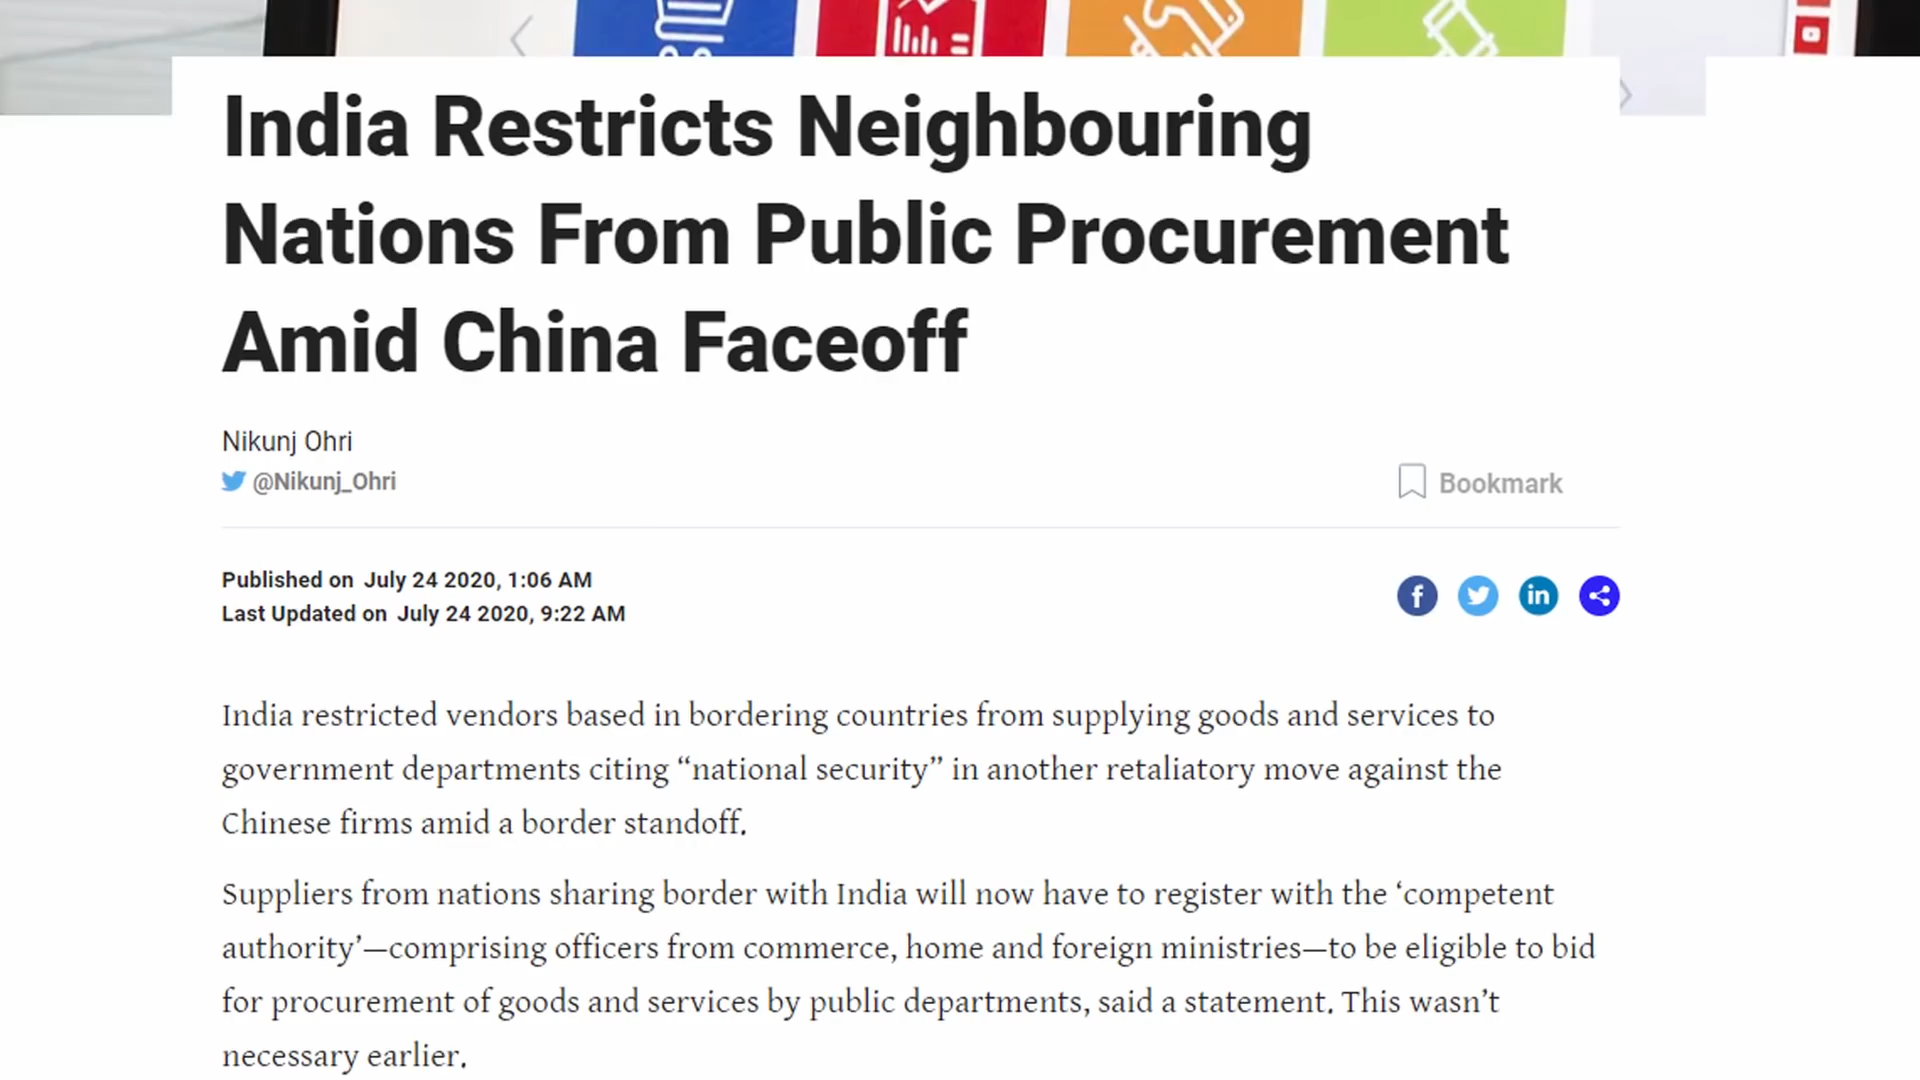 India Restricts Neighbouring
Nations From Public Procurement
Amid China Faceoff
Nikunj Ohri
@Nikunj_Ohri
Bookmark
Published on July 24 2020, 1:06 AM
Last Updated on July 24 2020, 9:22 AM
India restricted vendors based in bordering countries from supplying goods and services to
government departments citing “national security” in another retaliatory move against the
Chinese firms amid a border standoff.
Suppliers from nations sharing border with India will now have to register with the ‘competent
authority’—comprising officers from commerce, home and foreign ministries—to be eligible to bid
for procurement of goods and services by public departments, said a statement. This wasn’t
necessary earlier.